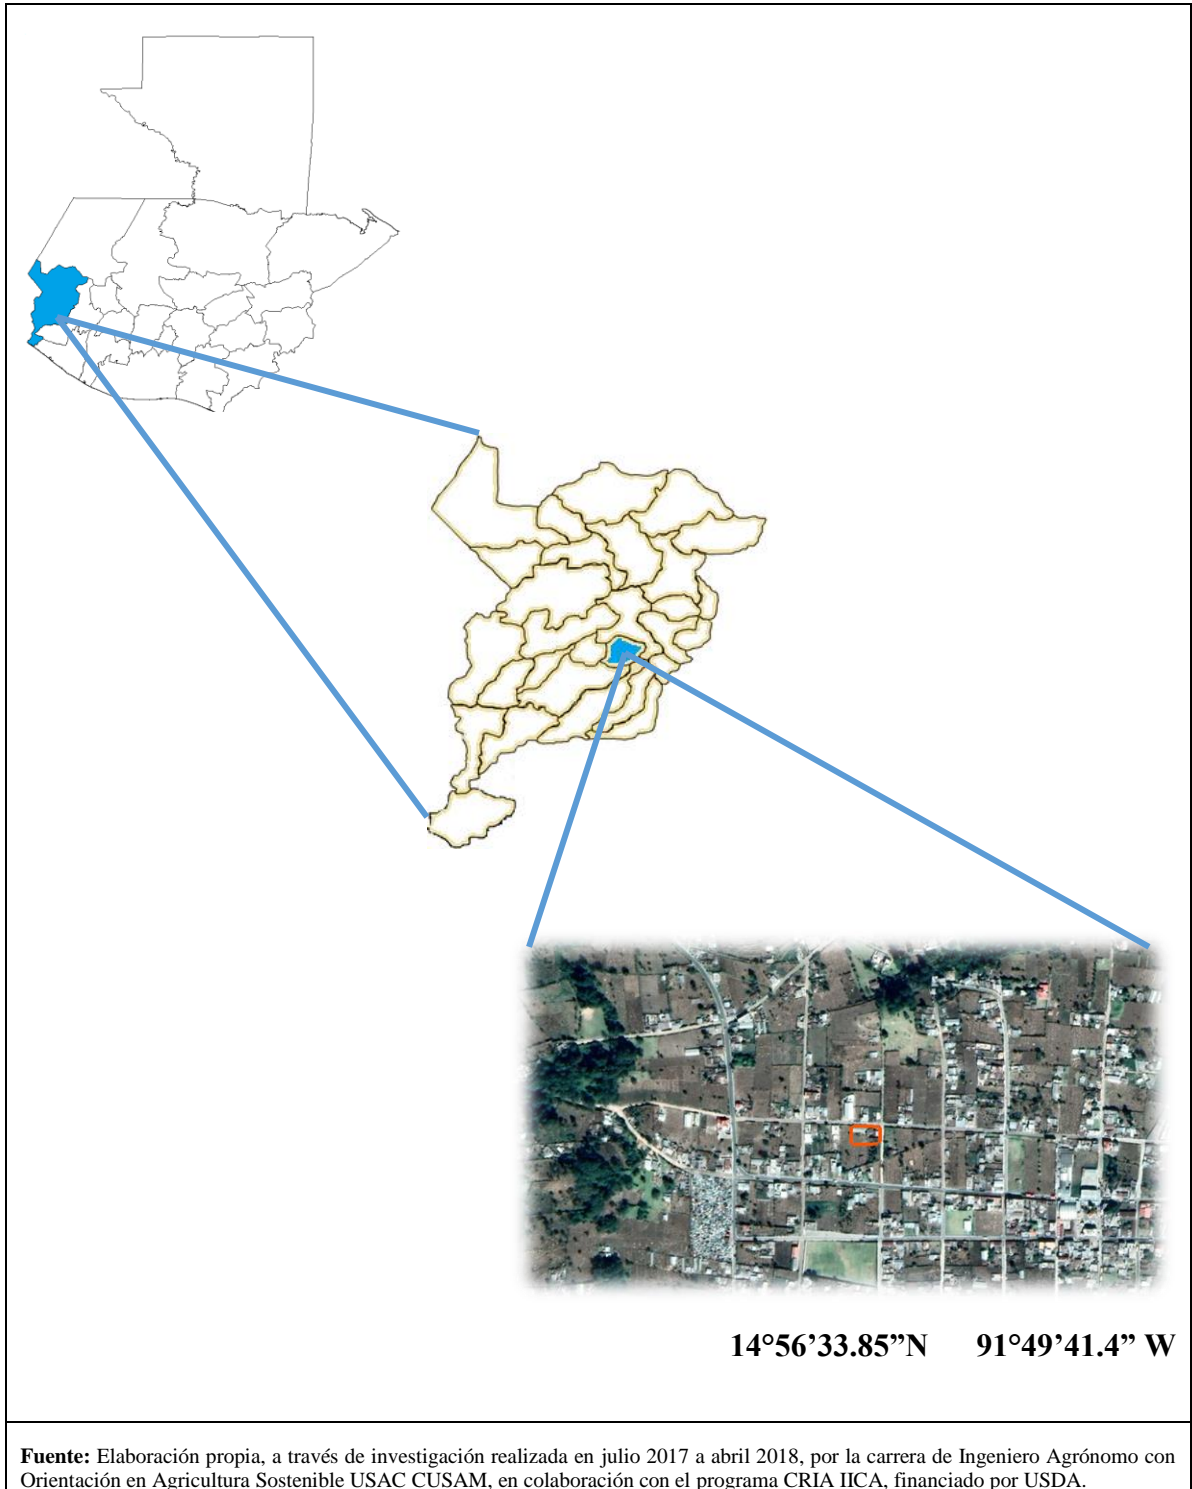 14°56’33.85”N 91°49’41.4” W
Fuente: Elaboración propia, a través de investigación realizada en julio 2017 a abril 2018, por la carrera de Ingeniero Agrónomo con
Orientación en Agricultura Sostenible USAC CUSAM, en colaboración con el programa CRIA IICA, financiado por USDA.